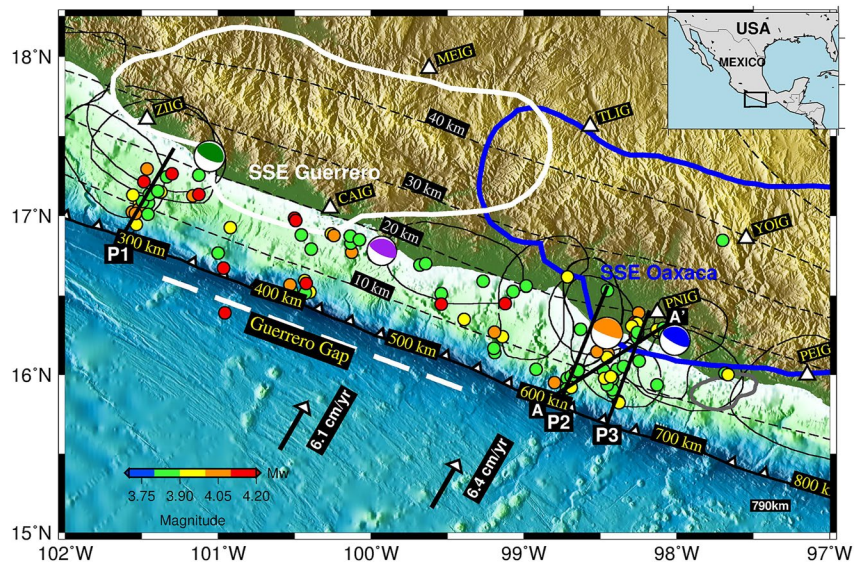 USA
MEXICO
18°N
17°N
16°N
15°N
MEIG
ZIIG
TLIG
40 km
SSE Guerrero
30 km
CAIG
20 km
YOIG
300 km
P1
10 km
SSE Oaxaca
400 km
PNIG
A'
Guerrero Gap
500 km
PEIG
600 km
A
P2
P3
700 km
6.1 cm/yr
6.4 cm/yr
800 k
790km
Mw
3.75 3.90 4.05 4.20
Magnitude
102°W 101°W 100°W 99°W 98°W 97°W